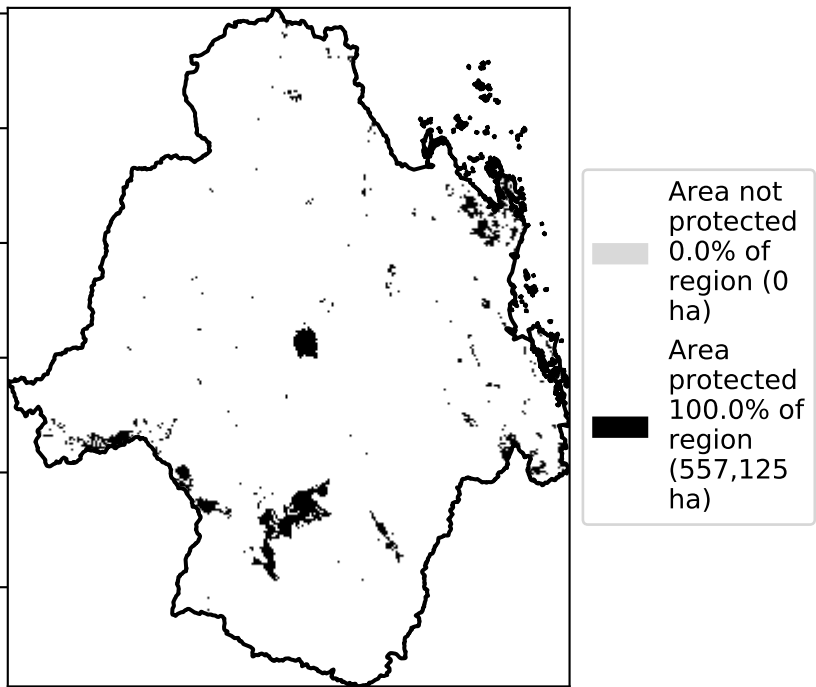 Area not
protected
0.0% of
region (0
ha)
Area
protected
100.0% of
region
(557,125
ha)